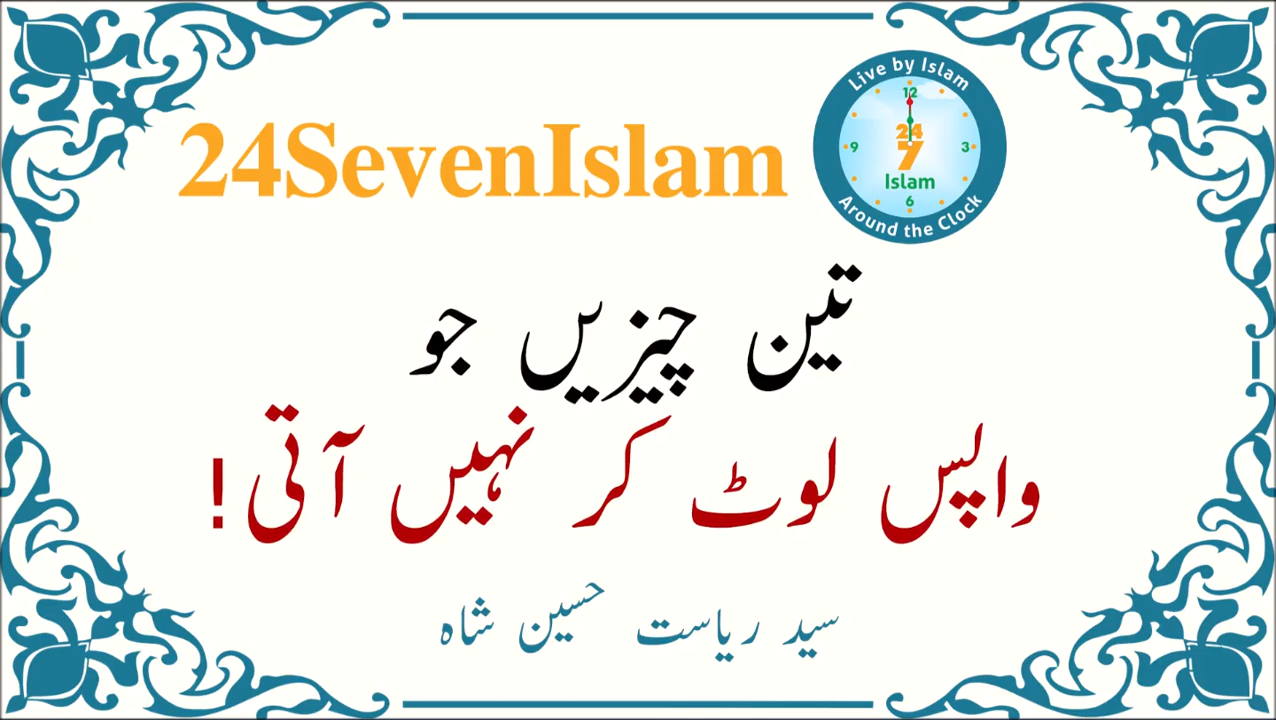 24SevenIslam
Live by Islam
12
24
7
9
3
Islam
6
Around the Clock
تین چیزیں جو
واپس لوٹ کر نہیں آتی!
سید ریاست حسین شاہ